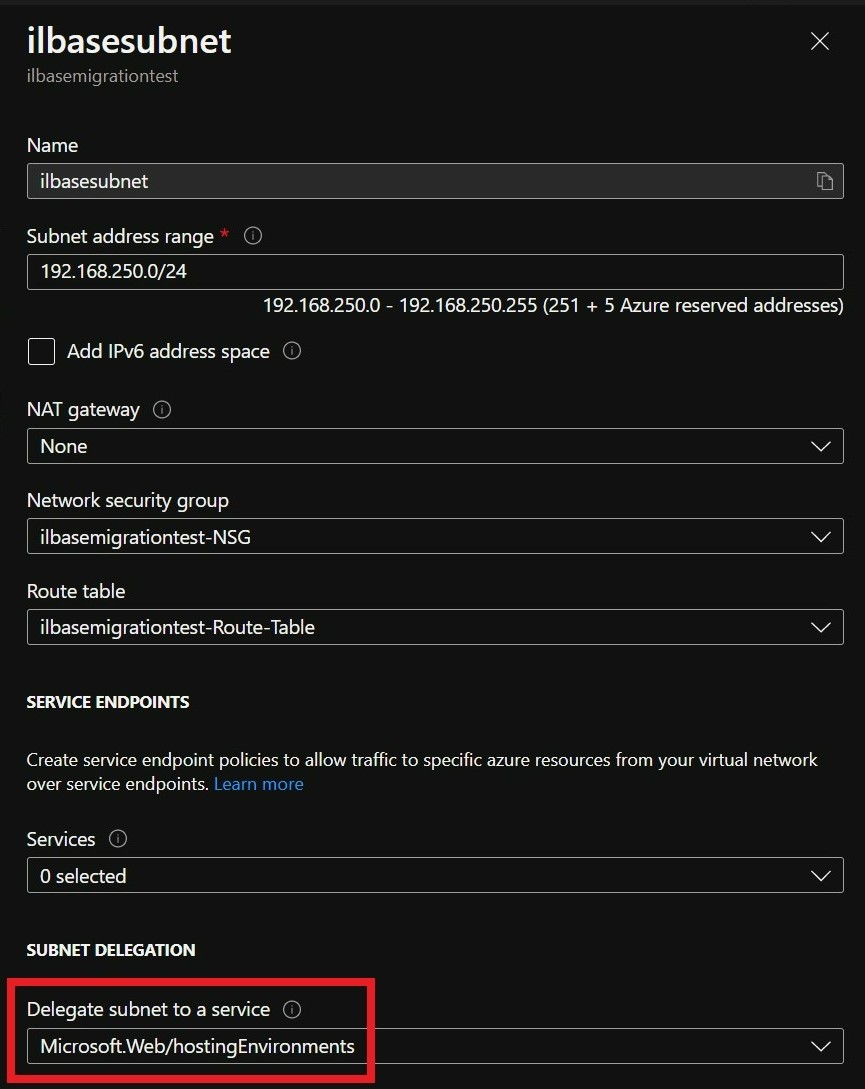 ilbasesubnet
ilbasemigrationtest
Name
ilbasesubnet
Subnet address range *
192.168.250.0/24
192.168.250.0 - 192.168.250.255 (251 + 5 Azure reserved addresses)
Add IPv6 address space
NAT gateway
None
Network security group
ilbasemigrationtest-NSG
Route table
ilbasemigrationtest-Route-Table
SERVICE ENDPOINTS
Create service endpoint policies to allow traffic to specific azure resources from your virtual network
over service endpoints. Learn more
Services
0 selected
SUBNET DELEGATION
Delegate subnet to a service
Microsoft.Web/hostingEnvironments